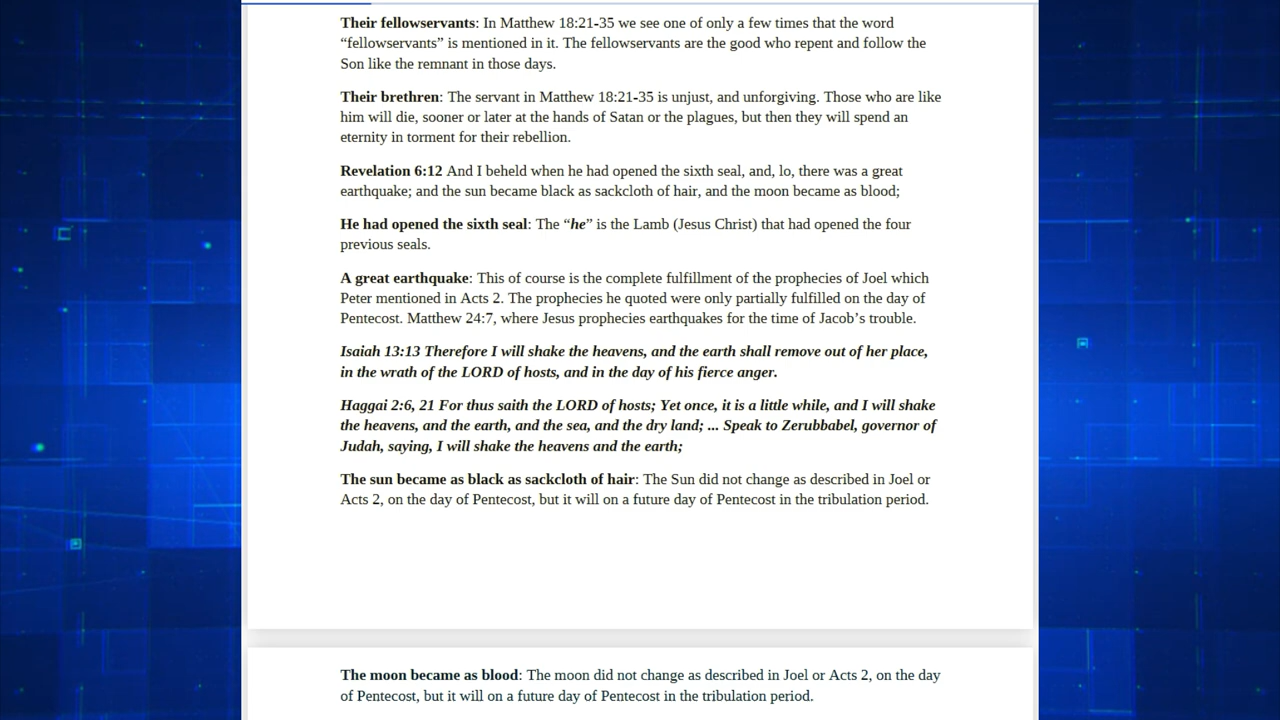 Their fellowservants: In Matthew 18:21-35 we see one of only a few times that the word
“fellowservants” is mentioned in it. The fellowservants are the good who repent and follow the
Son like the remnant in those days.
Their brethren: The servant in Matthew 18:21-35 is unjust, and unforgiving. Those who are like
him will die, sooner or later at the hands of Satan or the plagues, but then they will spend an
eternity in torment for their rebellion.
Revelation 6:12 And I beheld when he had opened the sixth seal, and, lo, there was a great
earthquake; and the sun became black as sackcloth of hair, and the moon became as blood;
He had opened the sixth seal: The “he” is the Lamb (Jesus Christ) that had opened the four
previous seals.
A great earthquake: This of course is the complete fulfillment of the prophecies of Joel which
Peter mentioned in Acts 2. The prophecies he quoted were only partially fulfilled on the day of
Pentecost. Matthew 24:7, where Jesus prophecies earthquakes for the time of Jacob’s trouble.
Isaiah 13:13 Therefore I will shake the heavens, and the earth shall remove out of her place,
in the wrath of the LORD of hosts, and in the day of his fierce anger.
Haggai 2:6, 21 For thus saith the LORD of hosts; Yet once, it is a little while, and I will shake
the heavens, and the earth, and the sea, and the dry land; ... Speak to Zerubbabel, governor of
Judah, saying, I will shake the heavens and the earth;
The sun became as black as sackcloth of hair: The Sun did not change as described in Joel or
Acts 2, on the day of Pentecost, but it will on a future day of Pentecost in the tribulation period.
The moon became as blood: The moon did not change as described in Joel or Acts 2, on the day
of Pentecost, but it will on a future day of Pentecost in the tribulation period.